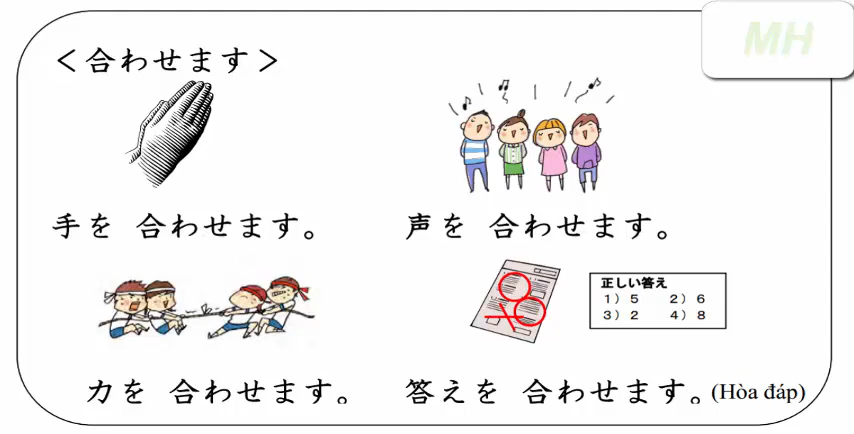 MH
＜合わせます＞
手を 合わせます。
声を 合わせます。
正しい答え
1）5 2）6
3）2 4）8
力を 合わせます。
答えを 合わせます。(Hòa đáp)